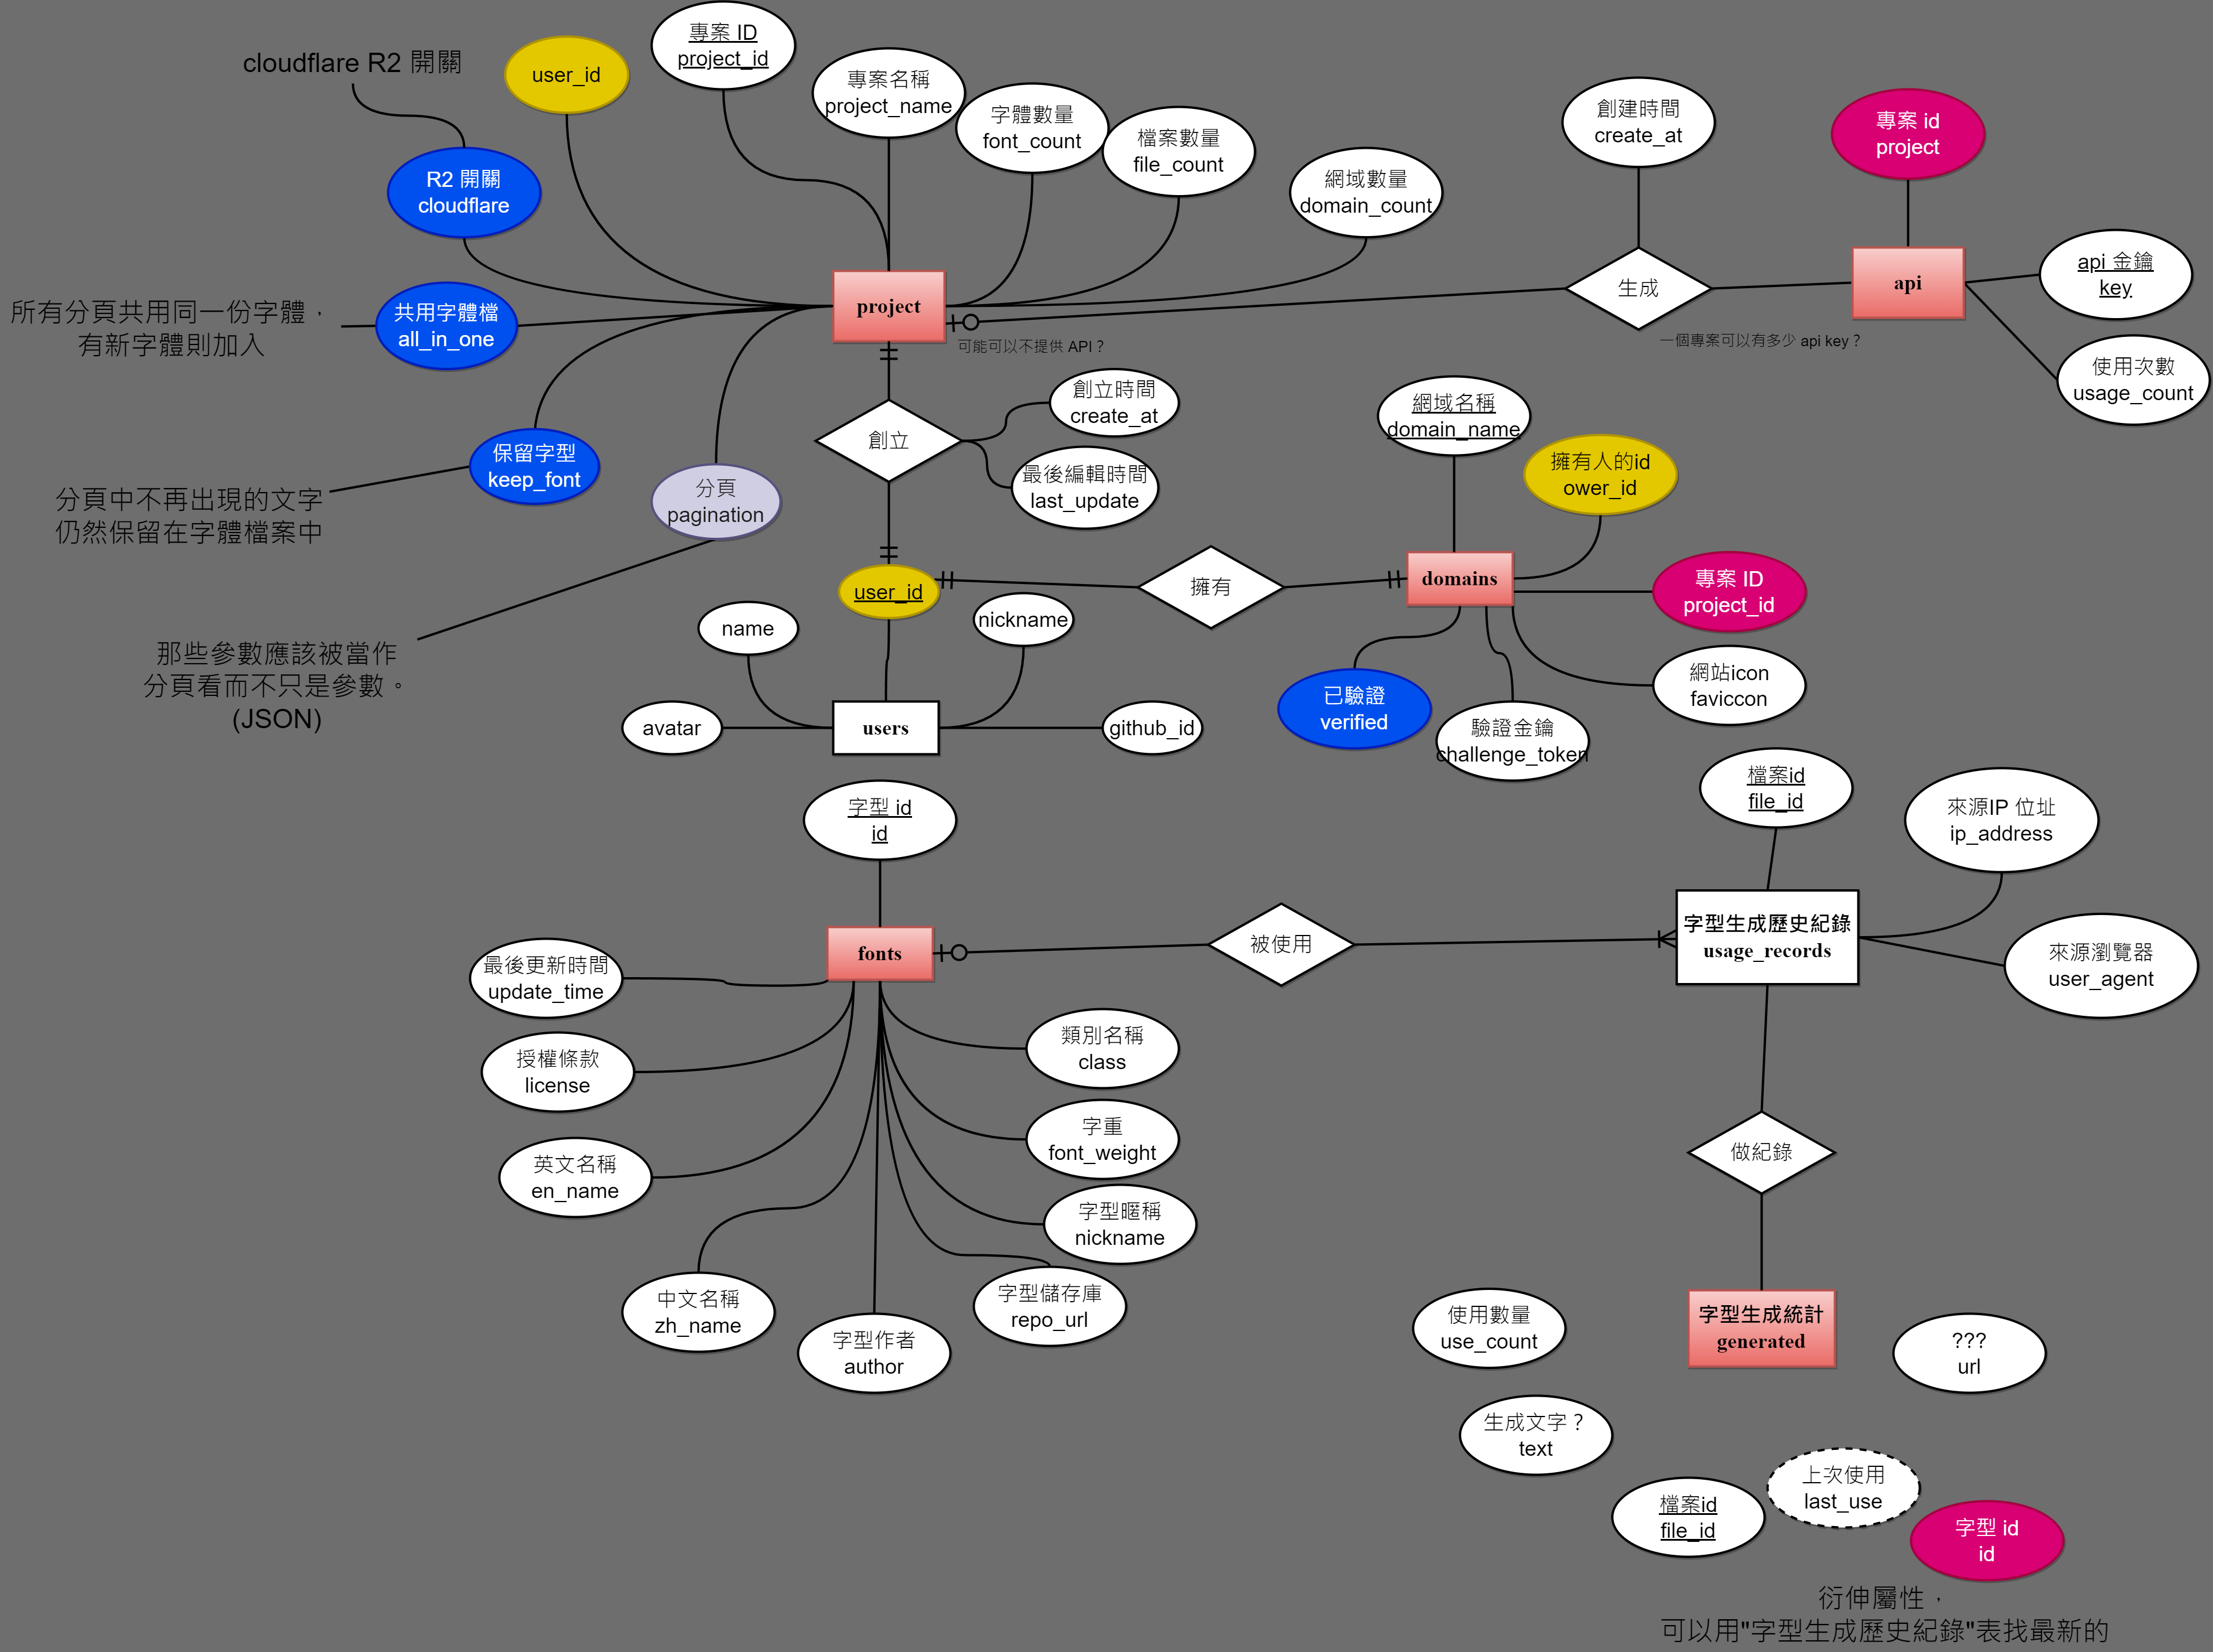 cloudflare R2 開關
user_id
專案 ID
project_id
專案名稱
project_name
字體數量
font_count
檔案數量
file_count
網域數量
domain_count
創建時間
create_at
專案 id
project
R2 開關
cloudflare
api 金鑰
key
生成
api
project
所有分頁共用同一份字體，
有新字體則加入
共用字體檔
all_in_one
可能可以不提供 API？
一個專案可以有多少 api key？
使用次數
usage_count
創立時間
create_at
創立
網域名稱
domain_name
保留字型
keep_font
分頁中不再出現的文字
仍然保留在字體檔案中
分頁
pagination
最後編輯時間
last_update
擁有人的id
ower_id
user_id
擁有
domains
專案 ID
project_id
name
nickname
那些參數應該被當作
分頁看而不只是參數。
(JSON)
網站icon
faviccon
avatar
users
github_id
已驗證
verified
驗證金鑰
challenge_token
字型 id
id
檔案id
file_id
來源IP 位址
ip_address
fonts
被使用
字型生成歷史紀錄
usage_records
最後更新時間
update_time
來源瀏覽器
user_agent
類別名稱
class
授權條款
license
字重
font_weight
做紀錄
英文名稱
en_name
字型暱稱
nickname
中文名稱
zh_name
字型儲存庫
repo_url
字型作者
author
使用數量
use_count
字型生成統計
generated
???
url
生成文字？
text
上次使用
last_use
檔案id
file_id
字型 id
id
衍伸屬性，
可以用"字型生成歷史紀錄"表找最新的